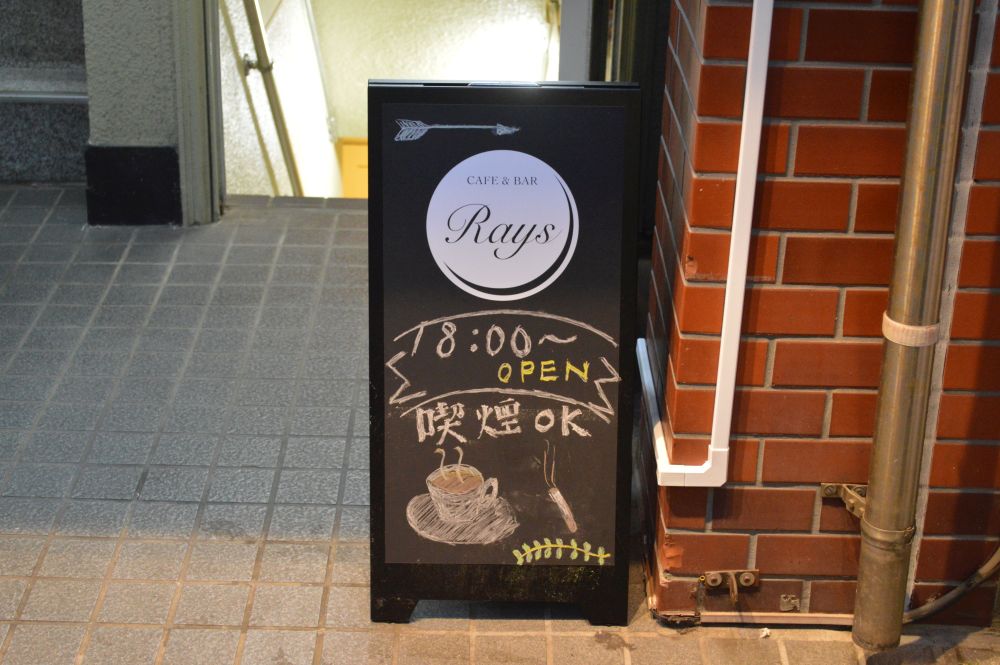 CAFE & BAR
Rays
18:00～
OPEN
喫煙OK